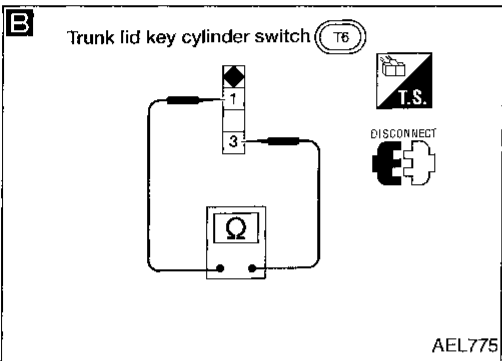 B
Trunk lid key cylinder switch T6
1
T.S.
DISCONNECT
3
Ω
AEL775